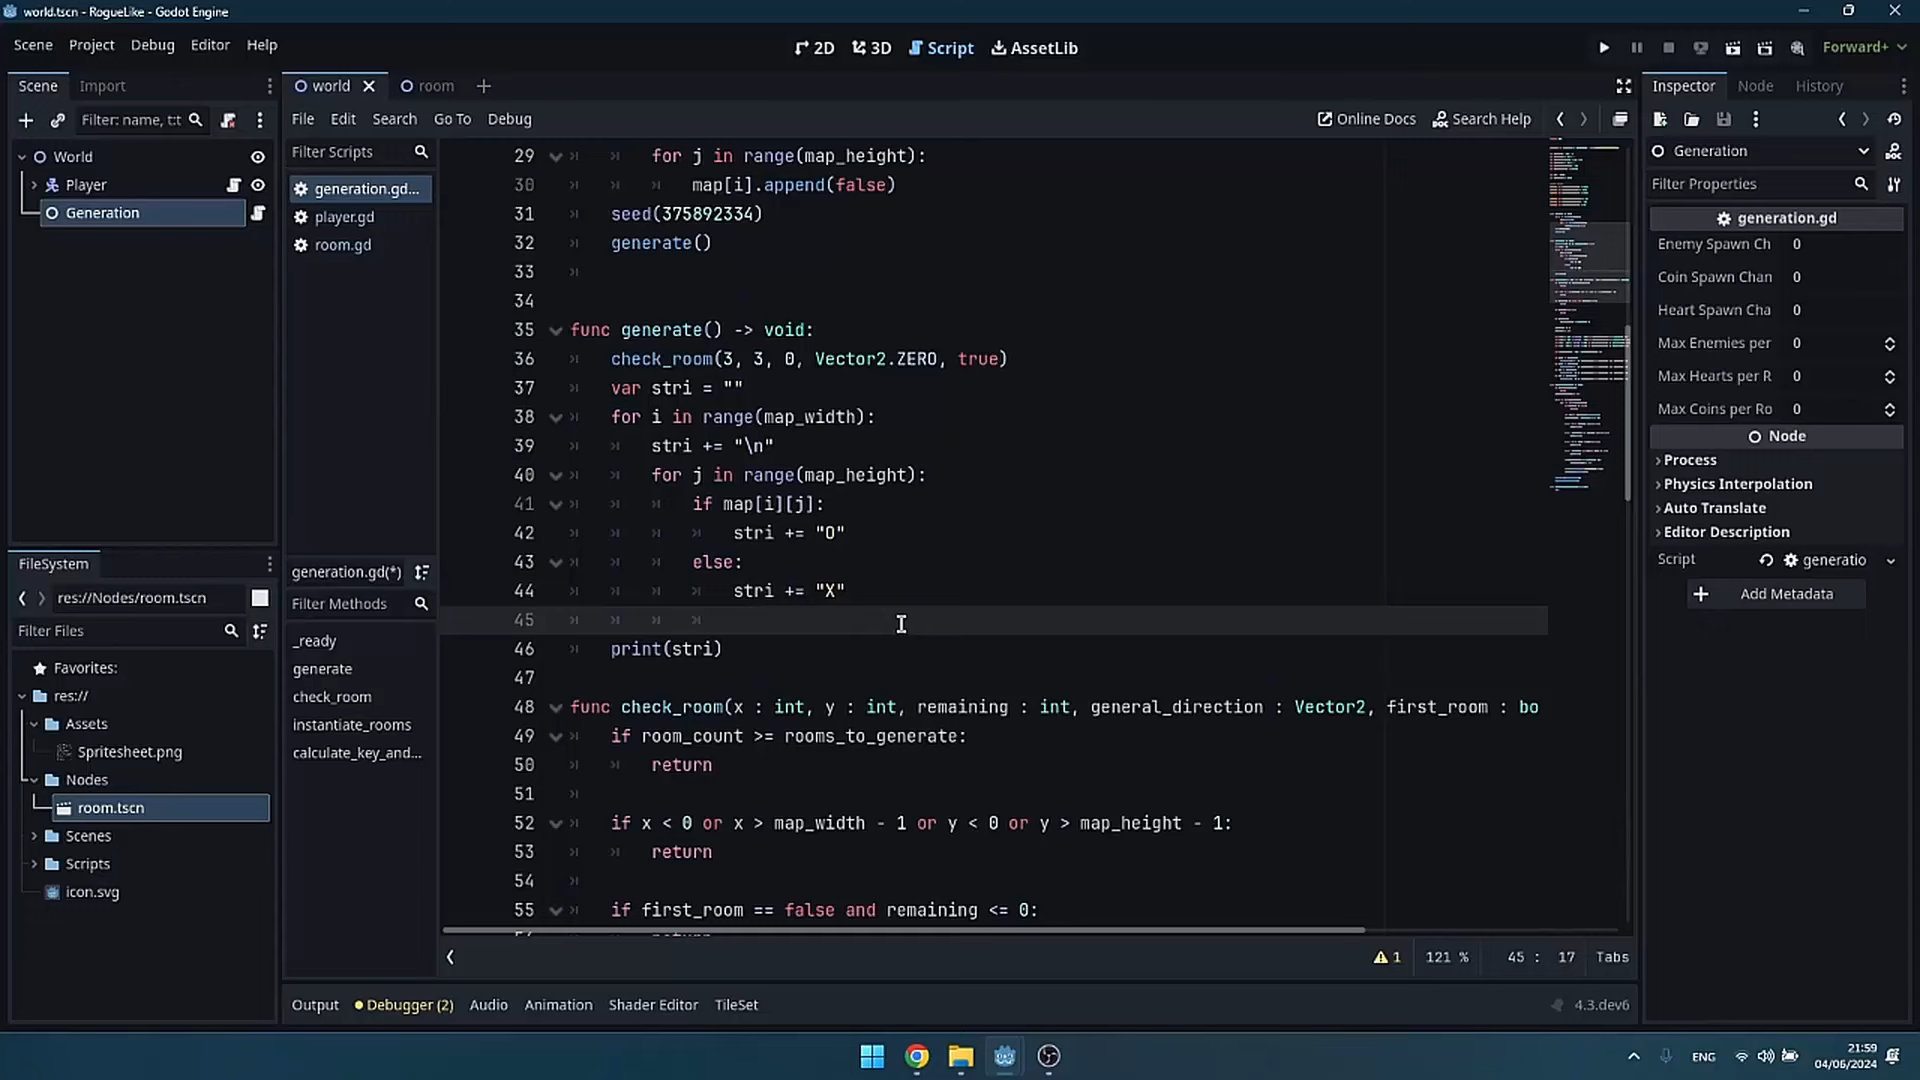 world.tscn - RogueLike - Godot Engine
Scene Project Debug Editor Help
2D 3D Script AssetLib
Forward+
Scene Import
Filter: name, t:t
World
Player
Generation
FileSystem
res://Nodes/room.tscn
Filter Files
Favorites:
res://
Assets
Spritesheet.png
Nodes
room.tscn
Scenes
Scripts
icon.svg
world room
File Edit Search Go To Debug
Online Docs Search Help
Filter Scripts
generation.gd...
player.gd
room.gd
generation.gd(*)
Filter Methods
_ready
generate
check_room
instantiate_rooms
calculate_key_and...
29 for j in range(map_height):
30 map[i].append(false)
31 seed(375892334)
32 generate()
33
34
35 func generate() -> void:
36 check_room(3, 3, 0, Vector2.ZERO, true)
37 var stri = ""
38 for i in range(map_width):
39 stri += "\n"
40 for j in range(map_height):
41 if map[i][j]:
42 stri += "O"
43 else:
44 stri += "X"
45
46 print(stri)
47
48 func check_room(x : int, y : int, remaining : int, general_direction : Vector2, first_room : bo
49 if room_count >= rooms_to_generate:
50 return
51
52 if x < 0 or x > map_width - 1 or y < 0 or y > map_height - 1:
53 return
54
55 if first_room == false and remaining <= 0:
1 121 % 45 : 17 Tabs
Output Debugger (2) Audio Animation Shader Editor TileSet
4.3.dev6
Inspector Node History
Generation
Filter Properties
generation.gd
Enemy Spawn Ch 0
Coin Spawn Chan 0
Heart Spawn Cha 0
Max Enemies per 0
Max Hearts per R 0
Max Coins per Ro 0
Node
Process
Physics Interpolation
Auto Translate
Editor Description
Script generatio
Add Metadata
ENG
21:59
04/06/2024